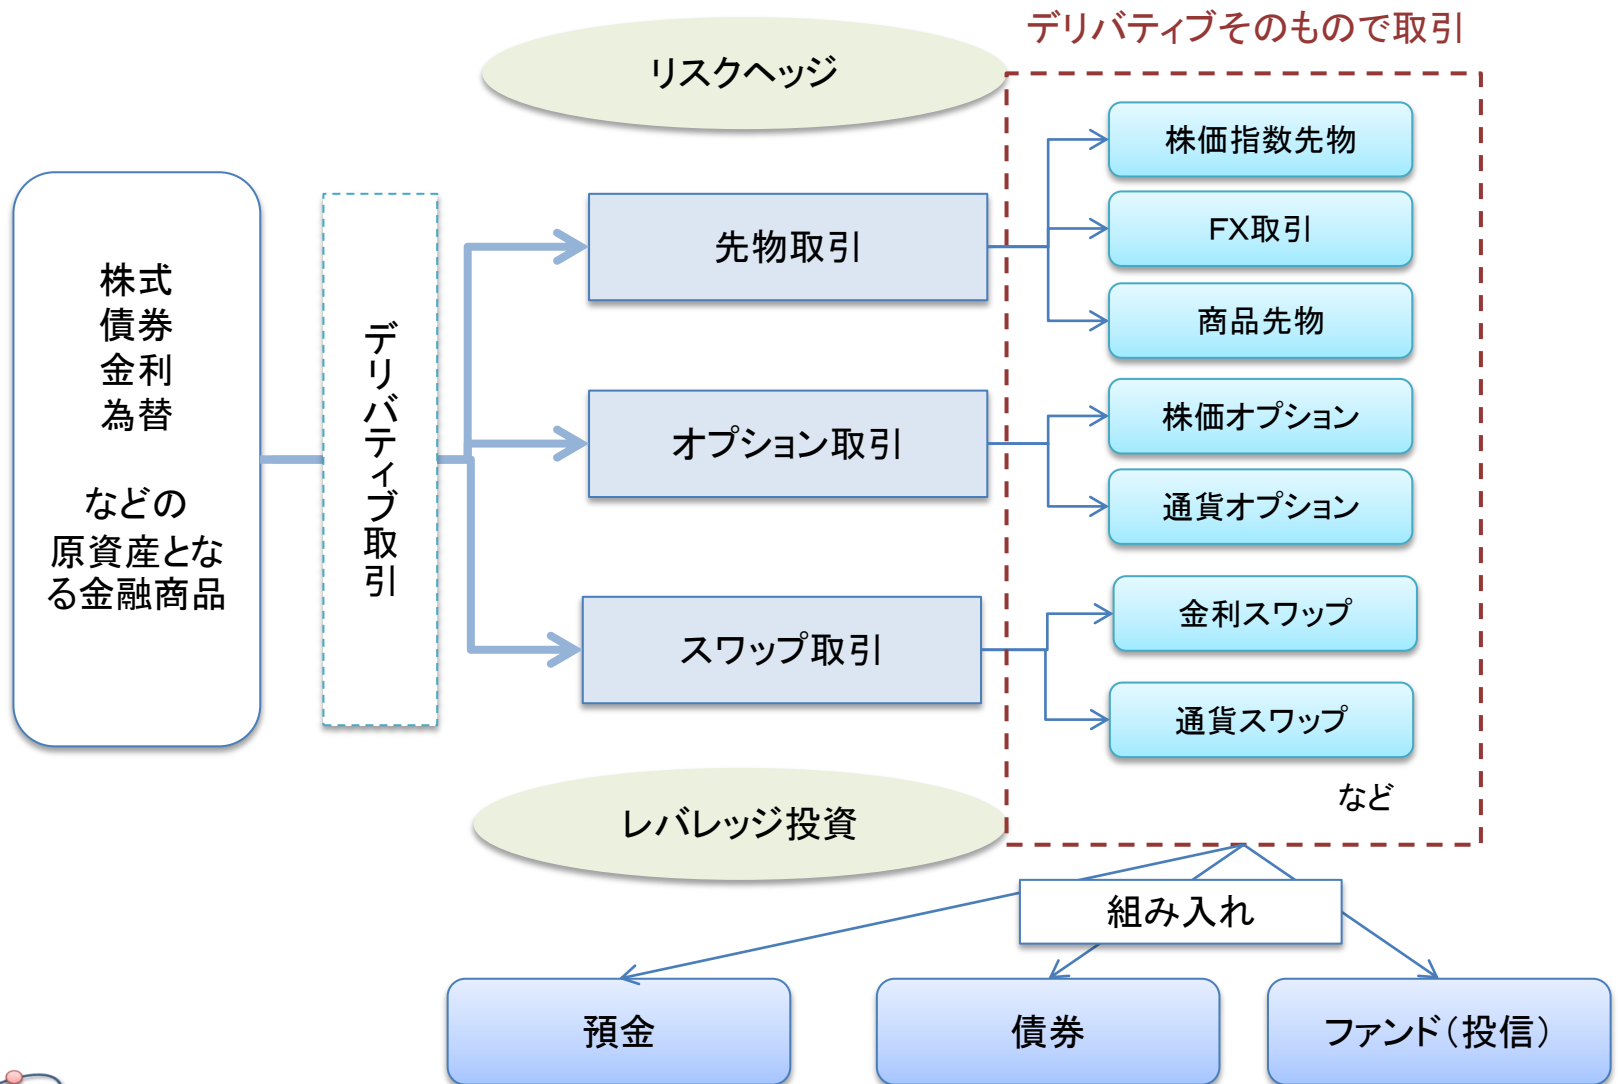 デリバティブそのもので取引
リスクヘッジ
株式
債券
金利
為替
などの
原資産とな
る金融商品
デリバティブ取引
先物取引
オプション取引
スワップ取引
株価指数先物
FX取引
商品先物
株価オプション
通貨オプション
金利スワップ
通貨スワップ
など
レバレッジ投資
組み入れ
預金
債券
ファンド(投信)